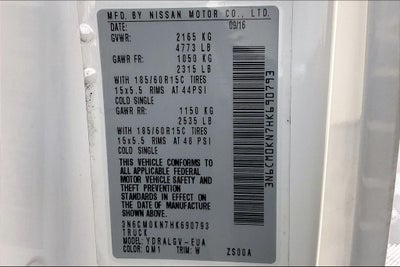 MFD. BY NISSAN MOTOR CO., LTD.
DATE: 09/16
GVWR: 2165 KG
4773 LB
GAWR FR: 1050 KG
2315 LB
WITH 185/60R15C TIRES
15x5.5 RIMS AT 44PSI
COLD SINGLE
GAWR RR: 1150 KG
2535 LB
WITH 185/60R15C TIRES
15x5.5 RIMS AT 48 PSI
COLD SINGLE
THIS VEHICLE CONFORMS TO
ALL APPLICABLE FEDERAL
MOTOR VEHICLE SAFETY AND
STANDARDS IN
EFFECT ON THE DATE OF
MANUFACTURE SHOWN ABOVE.
3N6CM0KN7HK690793
TRUCK
MODEL: YDRALGV-EUA
COLOR: QM1 TRIM: W ZS00A
3N6CM0KN7HK690793